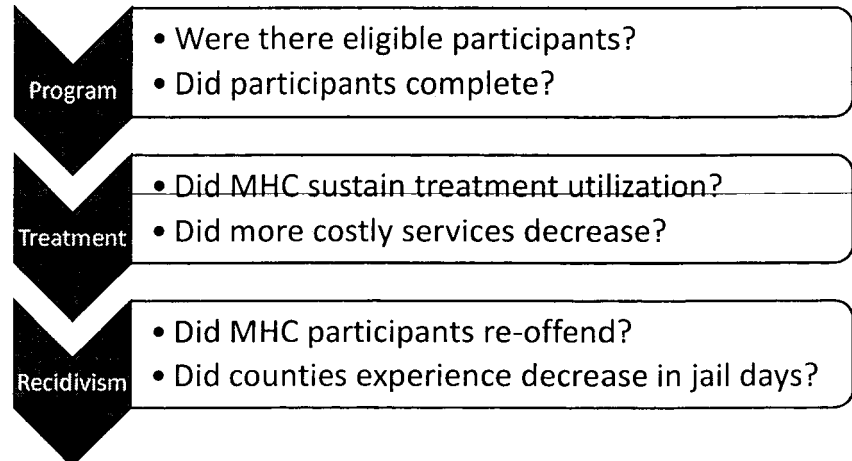 Program
• Were there eligible participants?
• Did participants complete?
Treatment
• Did MHC sustain treatment utilization?
• Did more costly services decrease?
Recidivism
• Did MHC participants re-offend?
• Did counties experience decrease in jail days?